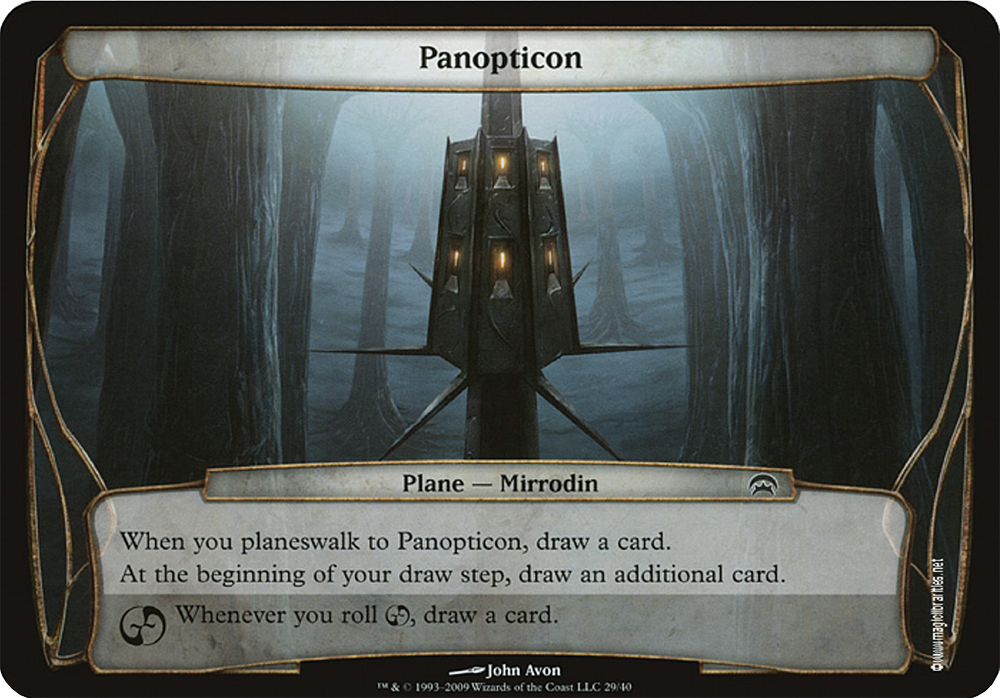 Panopticon
Plane — Mirrodin
When you planeswalk to Panopticon, draw a card.
At the beginning of your draw step, draw an additional card.
Whenever you roll , draw a card.
John Avon
™ & © 1993–2009 Wizards of the Coast LLC 29/40
©www.magiclibrarities.net